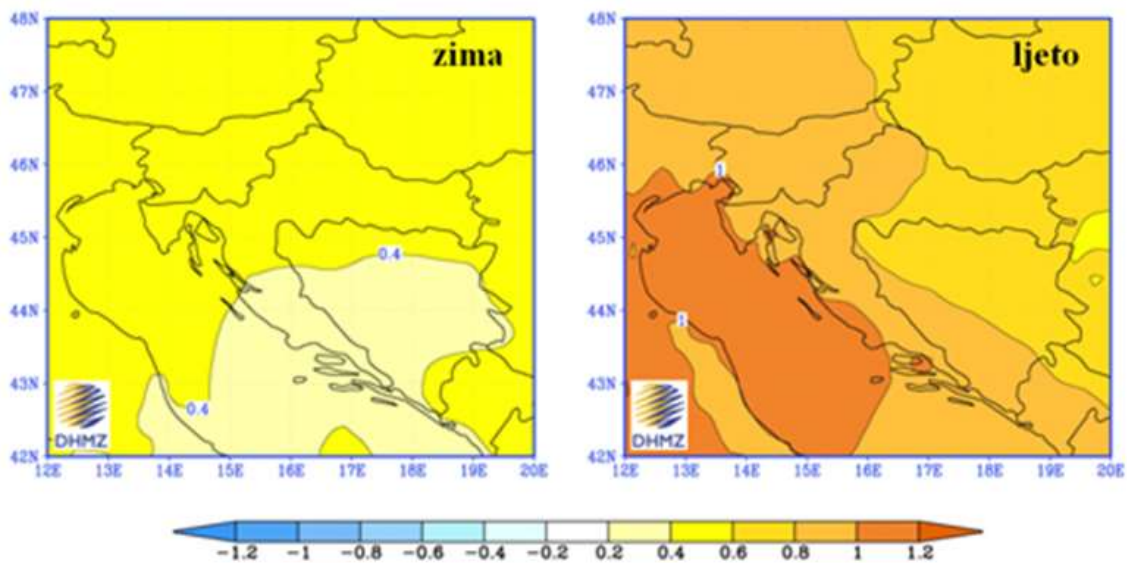 zima
48N
47N
46N
45N
44N
43N
42N
0.4
0.4
DHMZ
12E 13E 14E 15E 16E 17E 18E 19E 20E
ljeto
48N
47N
46N
45N
44N
43N
42N
1
1
DHMZ
12E 13E 14E 15E 16E 17E 18E 19E 20E
-1.2 -1 -0.8 -0.6 -0.4 -0.2 0.2 0.4 0.6 0.8 1 1.2